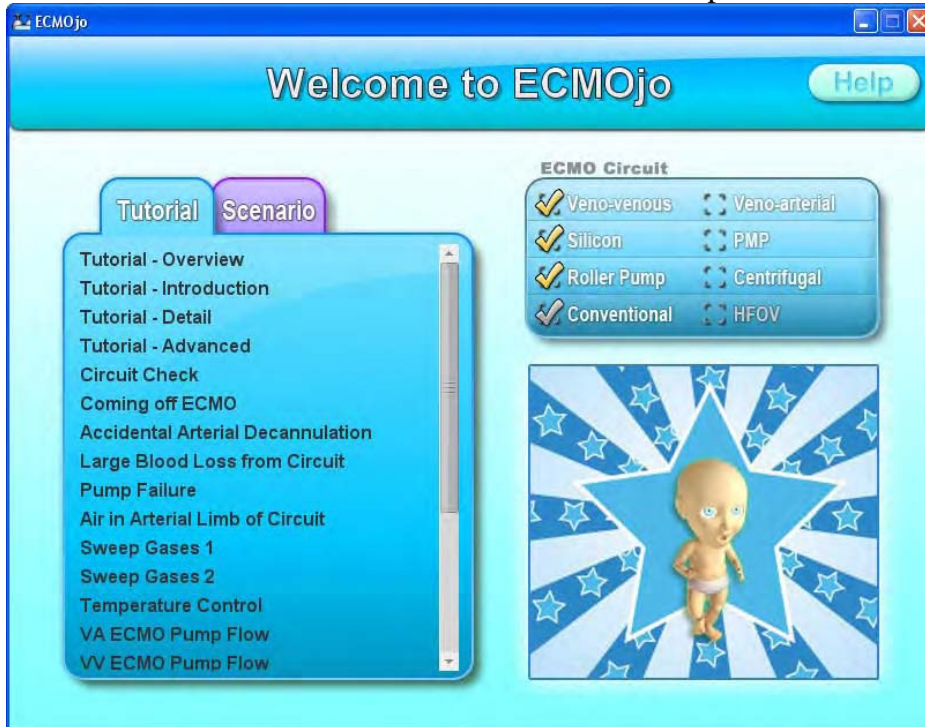 ECMOjo
Welcome to ECMOjo
Help
Tutorial
Scenario
Tutorial - Overview
Tutorial - Introduction
Tutorial - Detail
Tutorial - Advanced
Circuit Check
Coming off ECMO
Accidental Arterial Decannulation
Large Blood Loss from Circuit
Pump Failure
Air in Arterial Limb of Circuit
Sweep Gases 1
Sweep Gases 2
Temperature Control
VA ECMO Pump Flow
VV ECMO Pump Flow
ECMO Circuit
Veno-venous Veno-arterial
Silicon PMP
Roller Pump Centrifugal
Conventional HFOV